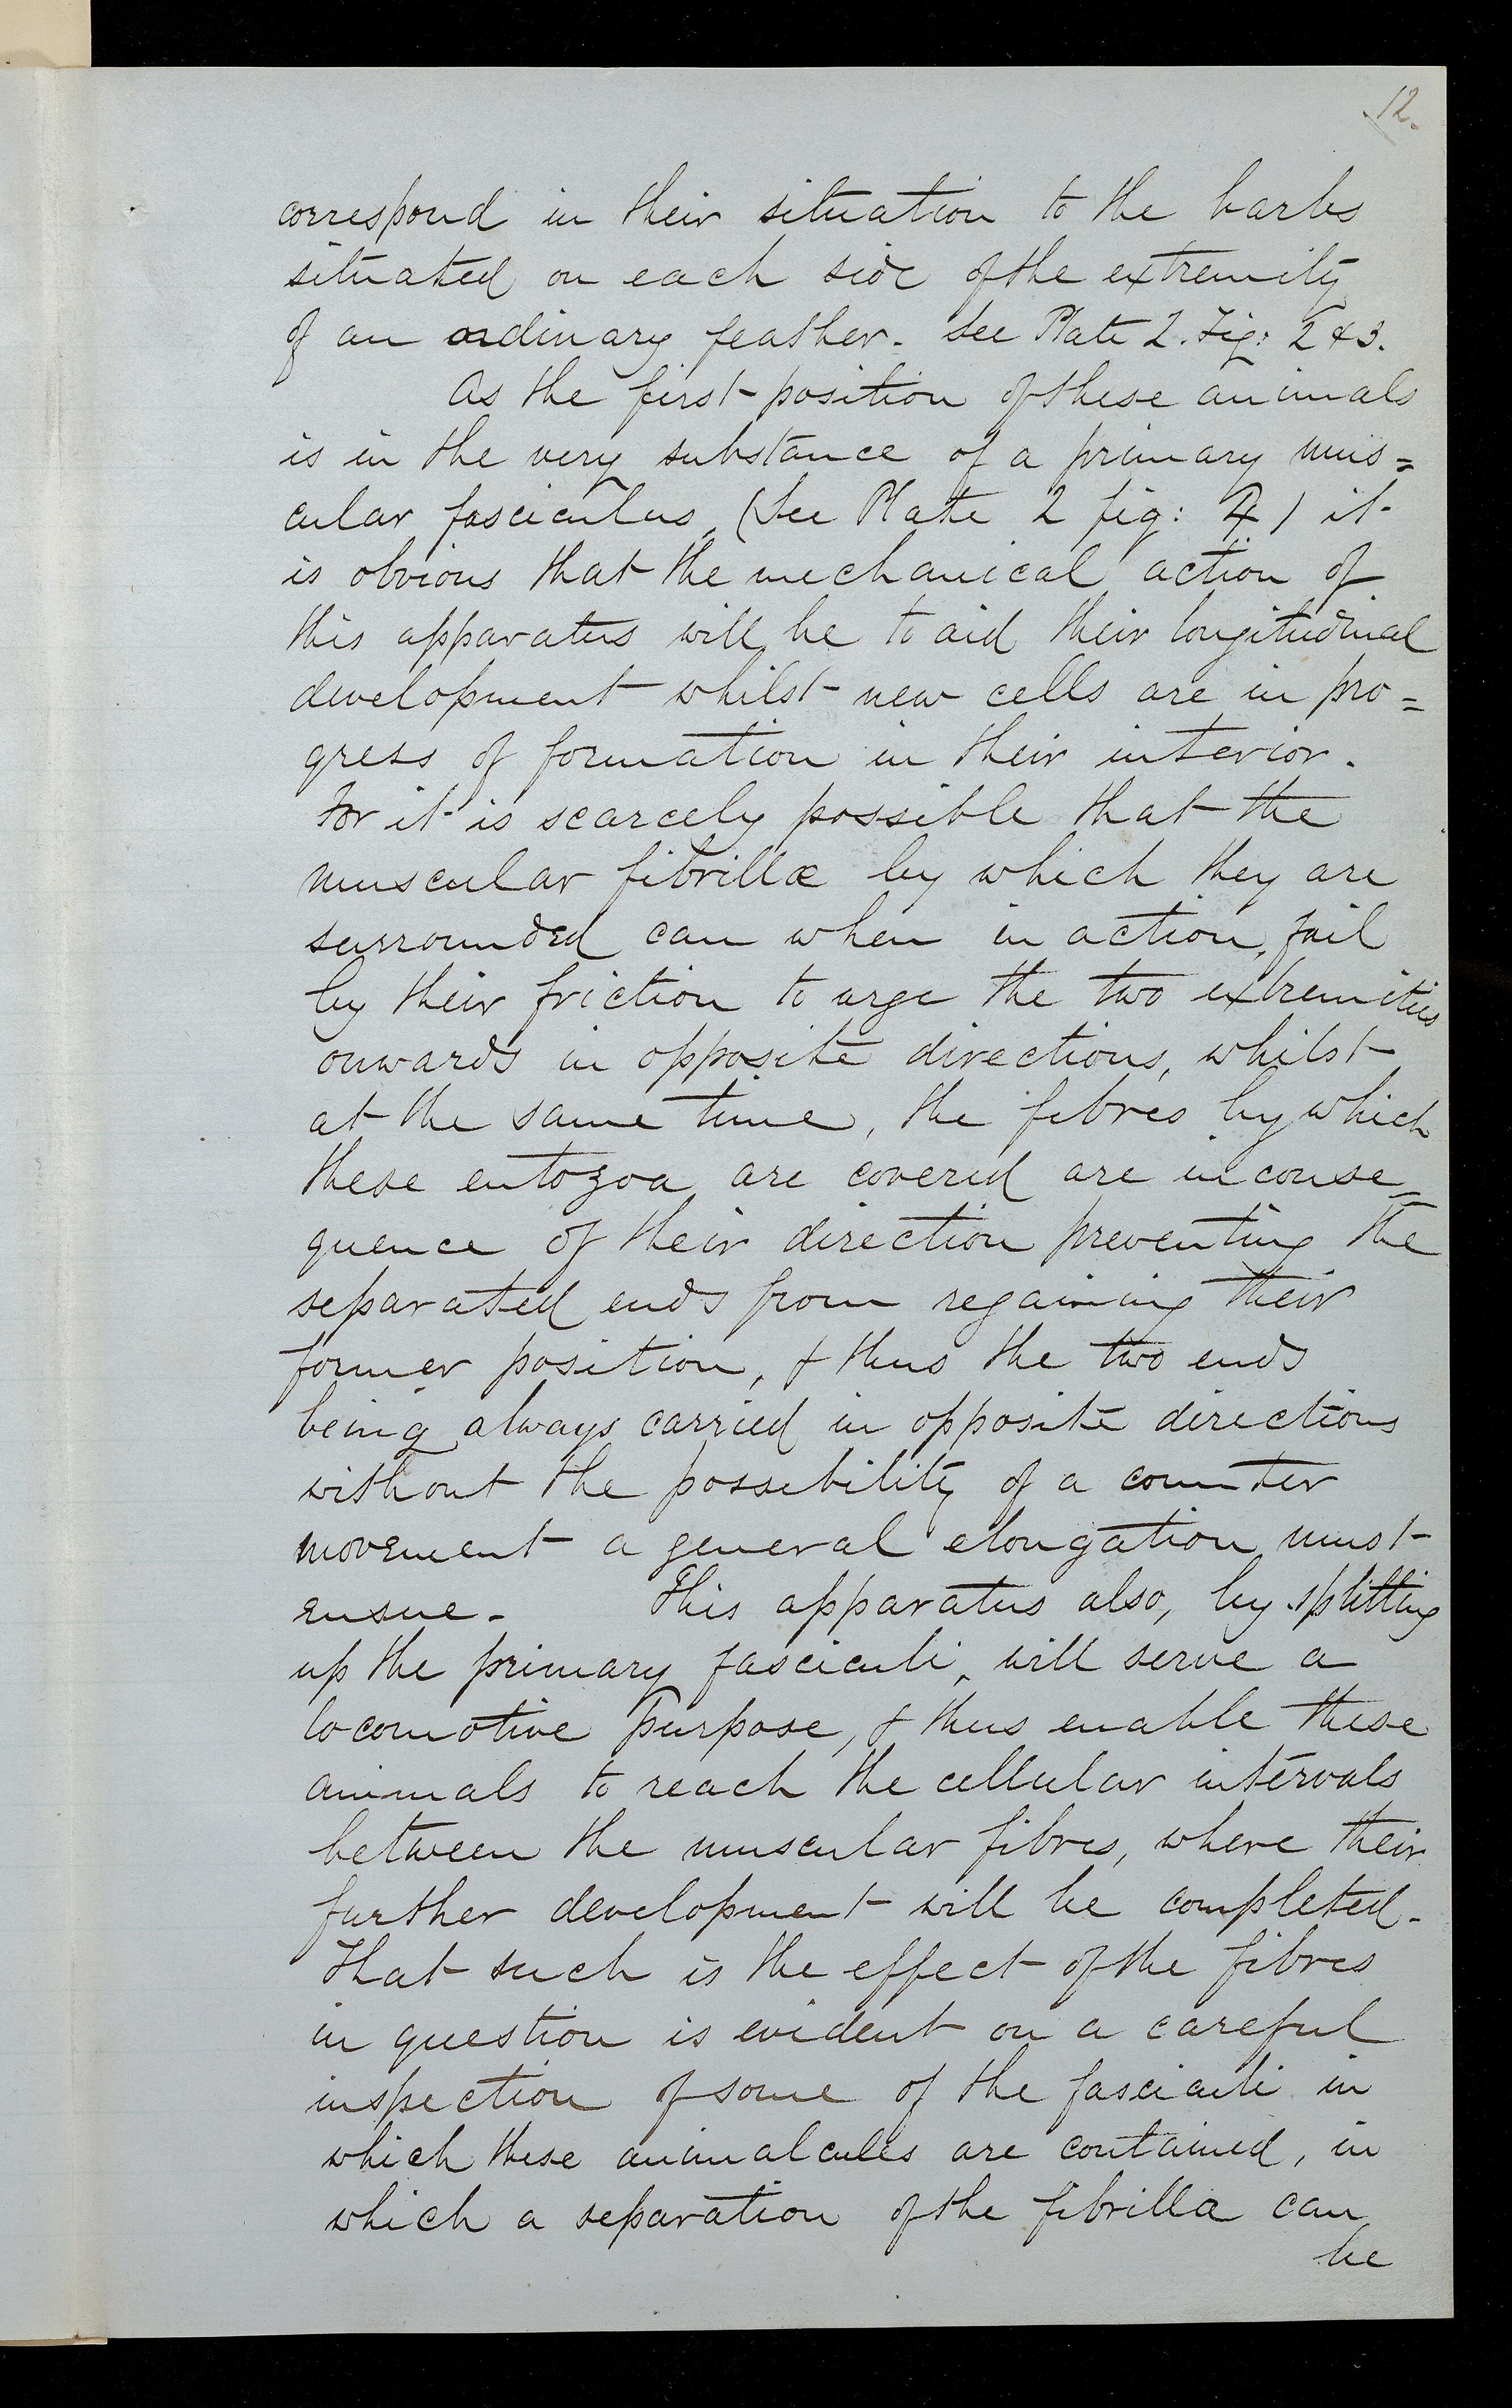 12.
correspond in their situation to the barbs
situated on each side of the extremity
of an ordinary feather. See Plate 2. Fig: 2 & 3.
As the first position of these animals
is in the very substance of a primary mus=
cular fasciculus, (See Plate 2 fig: 4) it
is obvious that the mechanical action of
this apparatus will be to aid their longitudinal
development whilst new cells are in pro=
gress of formation in their interior.
For it is scarcely possible that the
muscular fibrillæ by which they are
surrounded can when in action, fail
by their friction to urge the two extremities
onwards in opposite directions, whilst
at the same time, the fibres by which
these entozoa are covered are in conse=
quence of their direction preventing the
separated ends from regaining their
former position, & thus the two ends
being always carried in opposite directions
without the possibility of a counter
movement a general elongation must
ensue. This apparatus also, by splitting
up the primary fasciculi, will serve a
locomotive purpose, & thus enable these
animals to reach the cellular intervals
between the muscular fibres, where their
further development will be completed.
That such is the effect of the fibres
in question is evident on a careful
inspection of some of the fasciculi in
which these animalcules are contained, in
which a separation of the fibrilla can
be